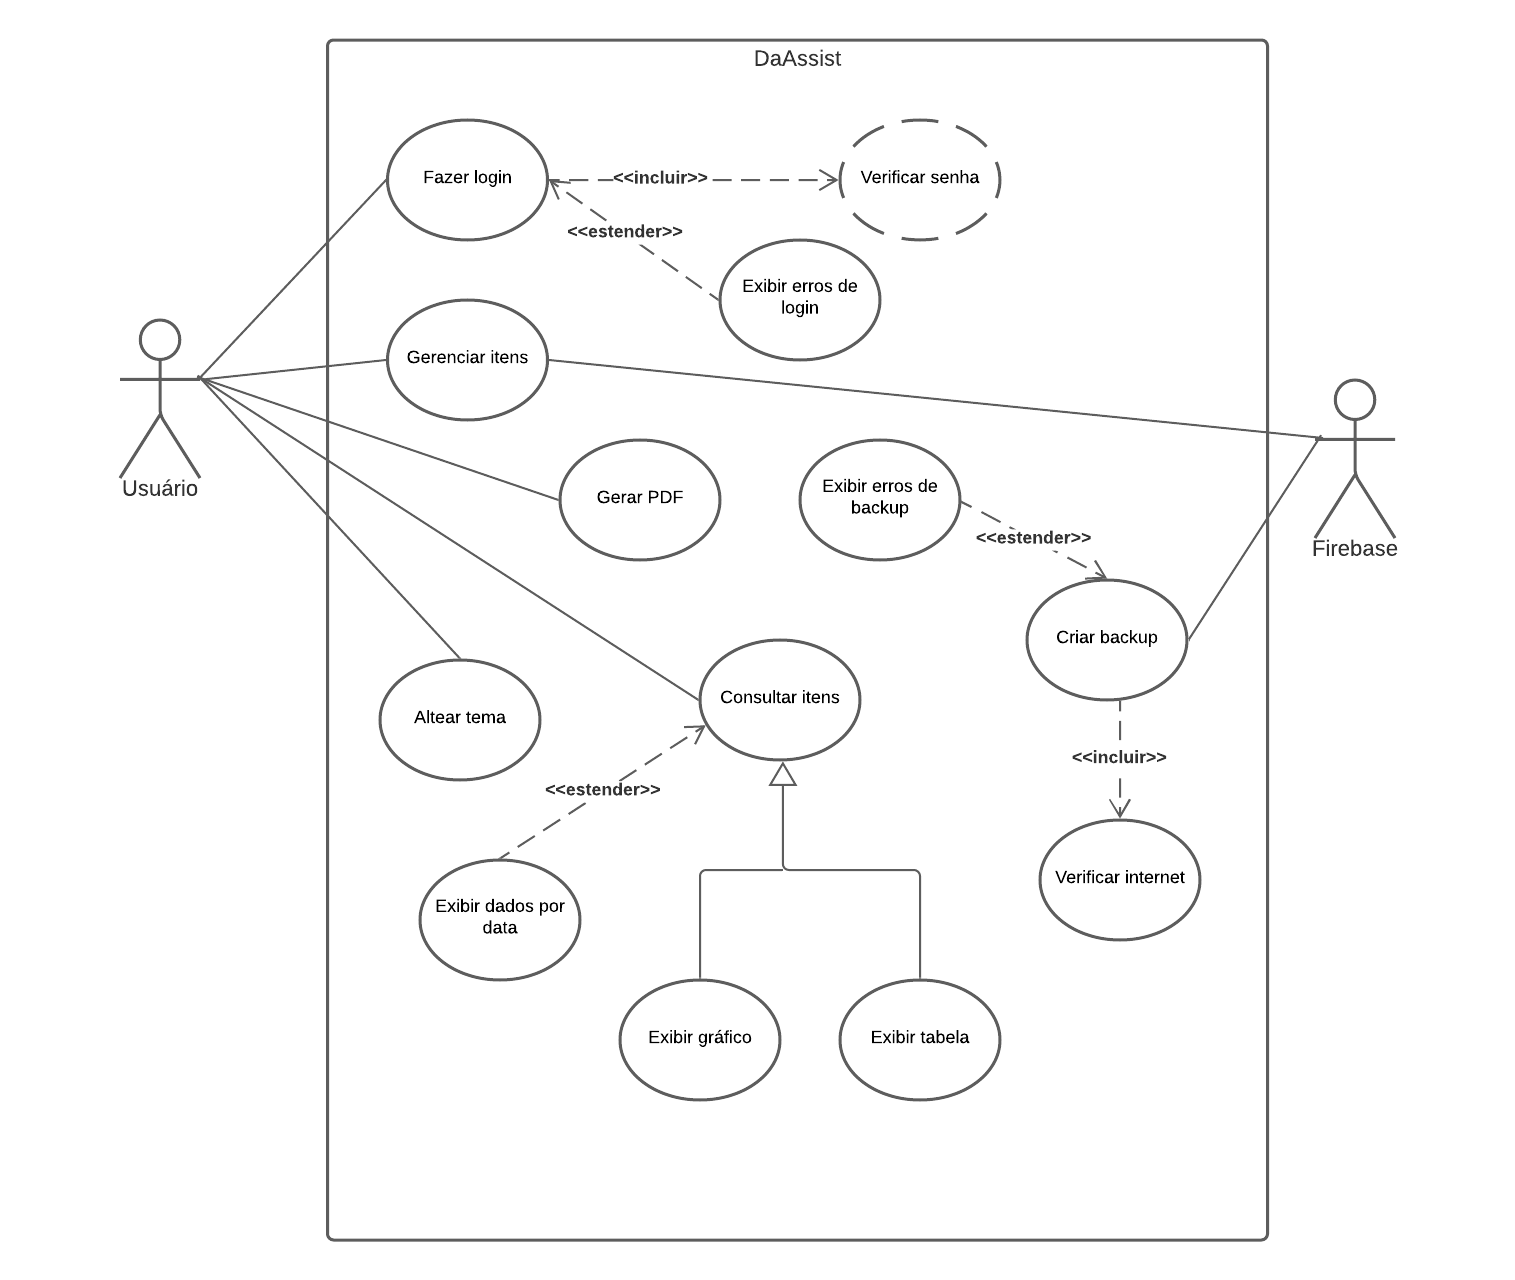 DaAssist
Fazer login
<<incluir>>
Verificar senha
<<estender>>
Exibir erros de
login
Gerenciar itens
Usuário
Gerar PDF
Exibir erros de
backup
<<estender>>
Firebase
Criar backup
Altear tema
Consultar itens
<<estender>>
<<incluir>>
Exibir dados por
data
Verificar internet
Exibir gráfico
Exibir tabela